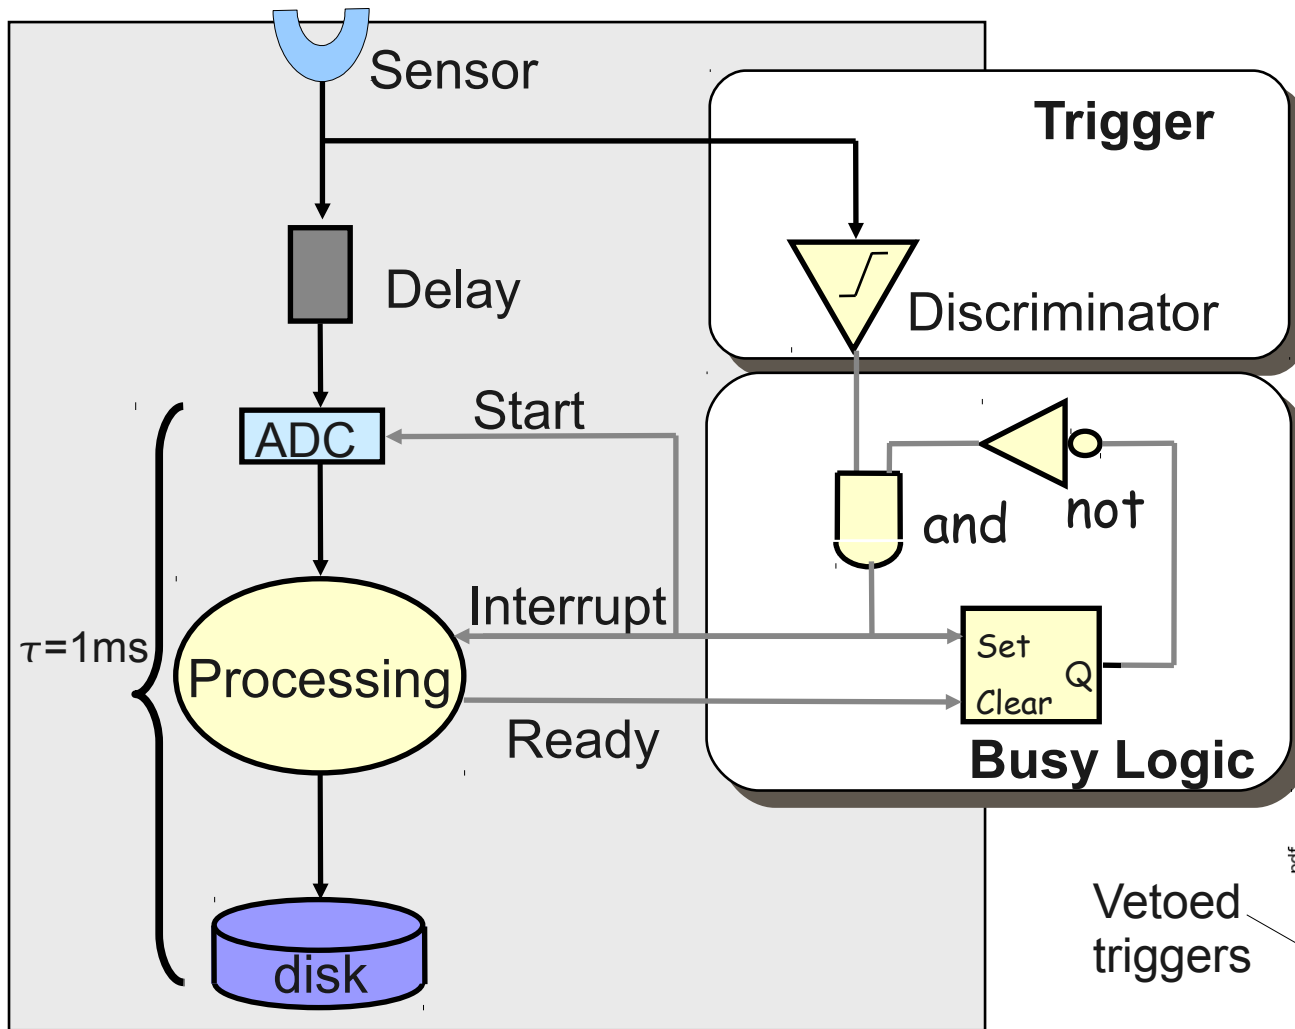 Sensor
Trigger
Delay
Discriminator
Start
ADC
and
not
Interrupt
τ=1ms
Processing
Set
Q
Clear
Ready
Busy Logic
pdf
Vetoed
triggers
disk